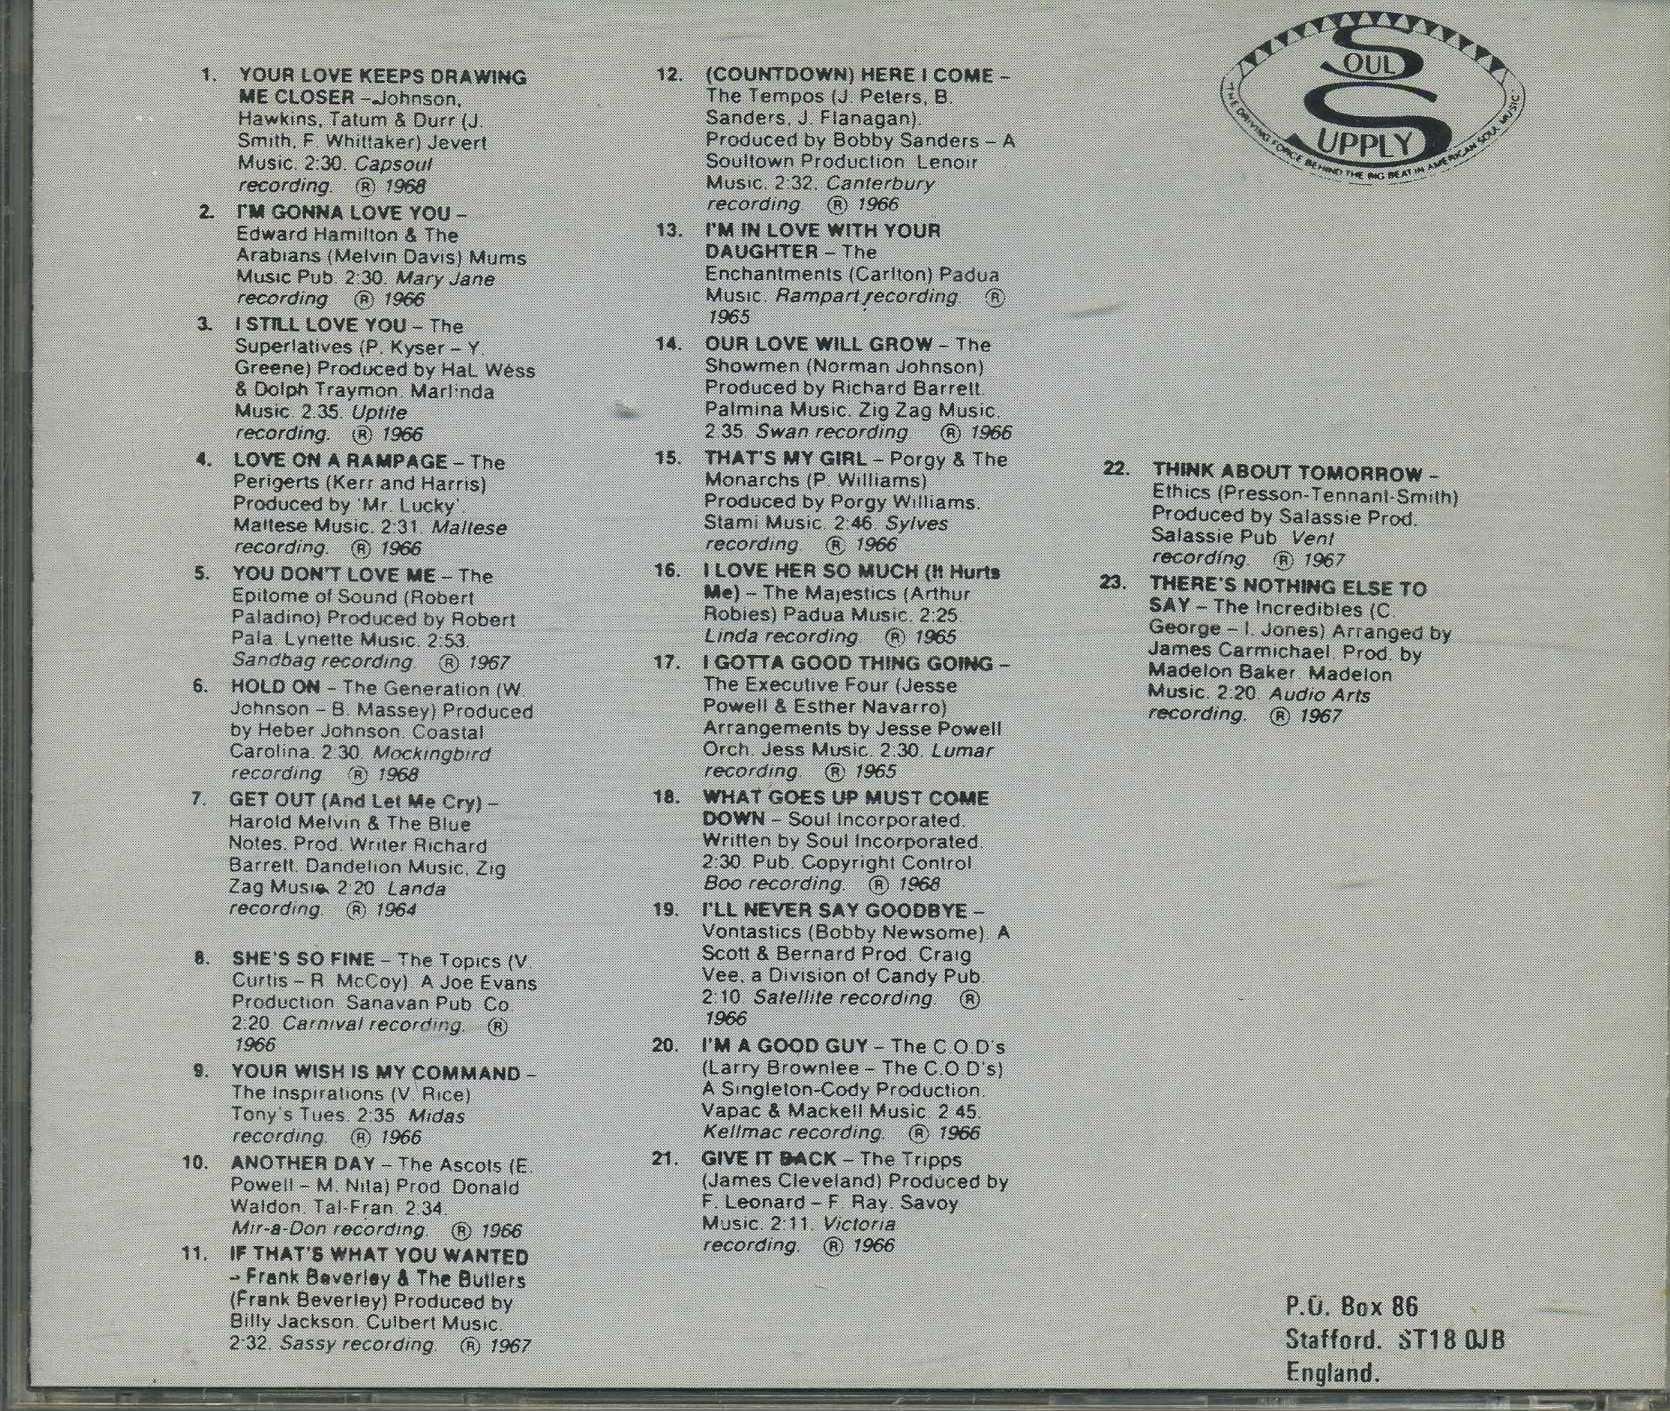 1. YOUR LOVE KEEPS DRAWING
ME CLOSER – Johnson,
Hawkins, Tatum & Durr (J.
Smith, F. Whittaker) Jevert
Music. 2:30. Capsoul
recording. Ⓡ 1968
2. I'M GONNA LOVE YOU –
Edward Hamilton & The
Arabians (Melvin Davis) Mums
Music Pub. 2:30. Mary Jane
recording Ⓡ 1966
3. I STILL LOVE YOU – The
Superlatives (P. Kyser – Y.
Greene) Produced by HaL Wess
& Dolph Traymon. Marlinda
Music. 2.35. Uptite
recording. Ⓡ 1966
4. LOVE ON A RAMPAGE – The
Perigerts (Kerr and Harris)
Produced by 'Mr. Lucky'.
Maltese Music. 2:31. Maltese
recording. Ⓡ 1966
5. YOU DON'T LOVE ME – The
Epitome of Sound (Robert
Paladino) Produced by Robert
Pala. Lynette Music. 2:53.
Sandbag recording. Ⓡ 1967
6. HOLD ON – The Generation (W.
Johnson – B. Massey) Produced
by Heber Johnson. Coastal
Carolina. 2:30. Mockingbird
recording Ⓡ 1968
7. GET OUT (And Let Me Cry) –
Harold Melvin & The Blue
Notes. Prod. Writer Richard
Barrett. Dandelion Music, Zig
Zag Music. 2:20 Landa
recording. Ⓡ 1964
8. SHE'S SO FINE – The Topics (V.
Curtis – R. McCoy). A Joe Evans
Production. Sanavan Pub. Co.
2:20. Carnival recording. Ⓡ
1966
9. YOUR WISH IS MY COMMAND –
The Inspirations (V. Rice)
Tony's Tues. 2:35. Midas
recording. Ⓡ 1966
10. ANOTHER DAY – The Ascots (E.
Powell – M. Nita) Prod. Donald
Waldon. Tal-Fran. 2.34.
Mir-a-Don recording. Ⓡ 1966
11. IF THAT'S WHAT YOU WANTED
– Frank Beverley & The Butlers
(Frank Beverley) Produced by
Billy Jackson. Culbert Music.
2:32. Sassy recording. Ⓡ 1967
12. (COUNTDOWN) HERE I COME –
The Tempos (J. Peters, B.
Sanders, J. Flanagan).
Produced by Bobby Sanders – A
Soultown Production. Lenoir
Music. 2:32. Canterbury
recording. Ⓡ 1966
13. I'M IN LOVE WITH YOUR
DAUGHTER – The
Enchantments (Carlton) Padua
Music. Rampart recording. Ⓡ
1965
14. OUR LOVE WILL GROW – The
Showmen (Norman Johnson)
Produced by Richard Barrett.
Palmina Music. Zig Zag Music.
2.35. Swan recording Ⓡ 1966
15. THAT'S MY GIRL – Porgy & The
Monarchs (P. Williams)
Produced by Porgy Williams.
Stami Music. 2:46. Sylves
recording. Ⓡ 1966
16. I LOVE HER SO MUCH (It Hurts
Me) – The Majestics (Arthur
Robies) Padua Music. 2:25.
Linda recording. Ⓡ 1965
17. I GOTTA GOOD THING GOING –
The Executive Four (Jesse
Powell & Esther Navarro)
Arrangements by Jesse Powell
Orch. Jess Music. 2:30. Lumar
recording. Ⓡ 1965
18. WHAT GOES UP MUST COME
DOWN – Soul Incorporated.
Written by Soul Incorporated.
2:30. Pub. Copyright Control
Boo recording. Ⓡ 1968
19. I'LL NEVER SAY GOODBYE –
Vontastics (Bobby Newsome). A
Scott & Bernard Prod. Craig
Vee, a Division of Candy Pub.
2:10. Satellite recording. Ⓡ
1966
20. I'M A GOOD GUY – The C.O.D's
(Larry Brownlee – The C.O.D's)
A Singleton-Cody Production.
Vapac & Mackell Music. 2.45.
Kellmac recording. Ⓡ 1966
21. GIVE IT BACK – The Tripps
(James Cleveland) Produced by
F. Leonard – F. Ray. Savoy
Music. 2:11. Victoria
recording. Ⓡ 1966
SOUL
SUPPLY
THE DRIVING FORCE BEHIND THE BIG BEAT IN AMERICAN SOUL MUSIC
22. THINK ABOUT TOMORROW –
Ethics (Presson-Tennant-Smith)
Produced by Salassie Prod.
Salassie Pub. Vent
recording. Ⓡ 1967
23. THERE'S NOTHING ELSE TO
SAY – The Incredibles (C.
George – I. Jones) Arranged by
James Carmichael. Prod. by
Madelon Baker. Madelon
Music. 2:20. Audio Arts
recording. Ⓡ 1967
P.O. Box 86
Stafford. ST18 0JB
England.